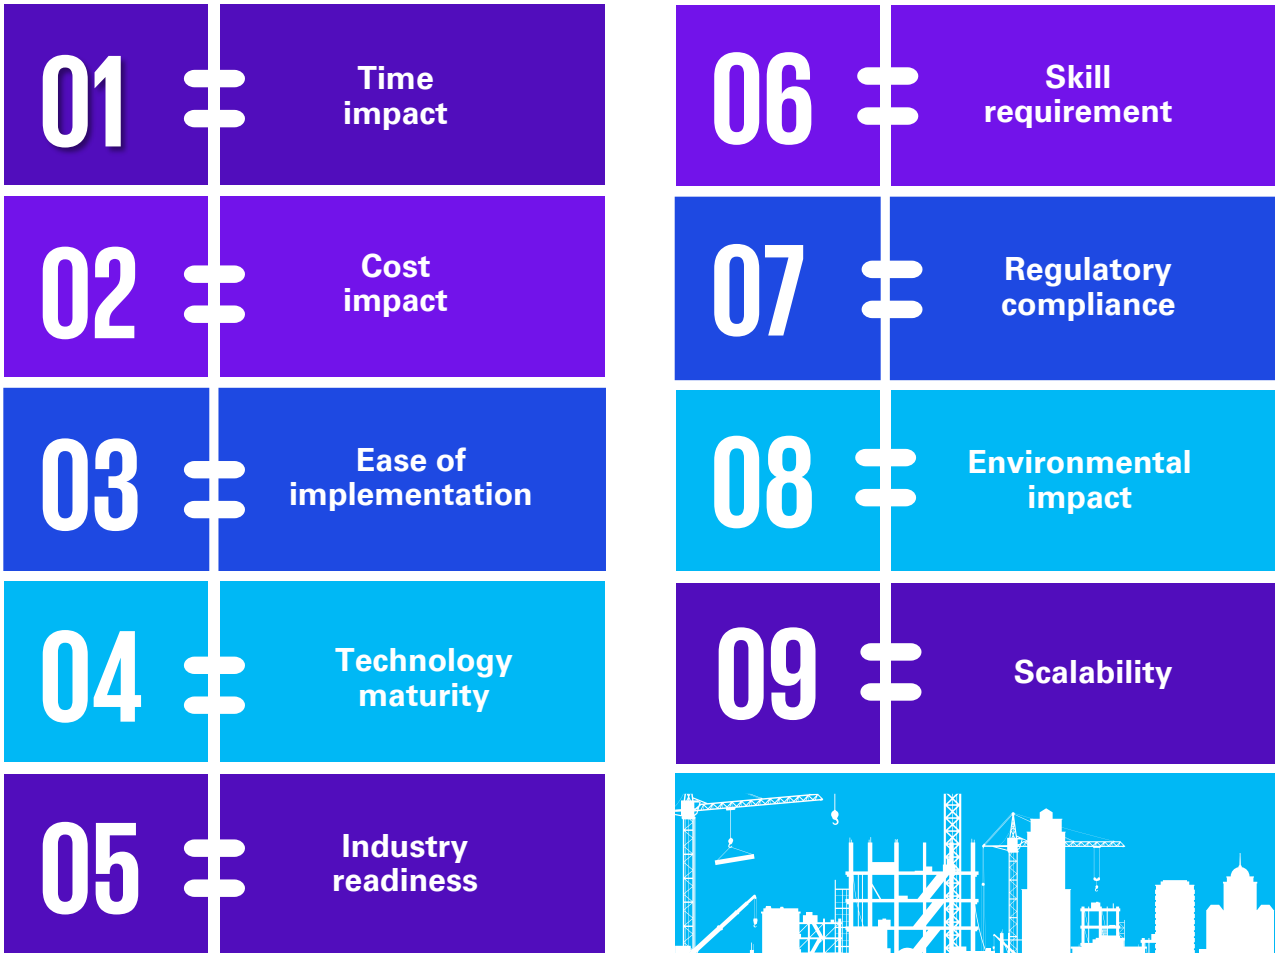 01
Time
impact
02
Cost
impact
03
Ease of
implementation
04
Technology
maturity
05
Industry
readiness
06
Skill
requirement
07
Regulatory
compliance
08
Environmental
impact
09
Scalability